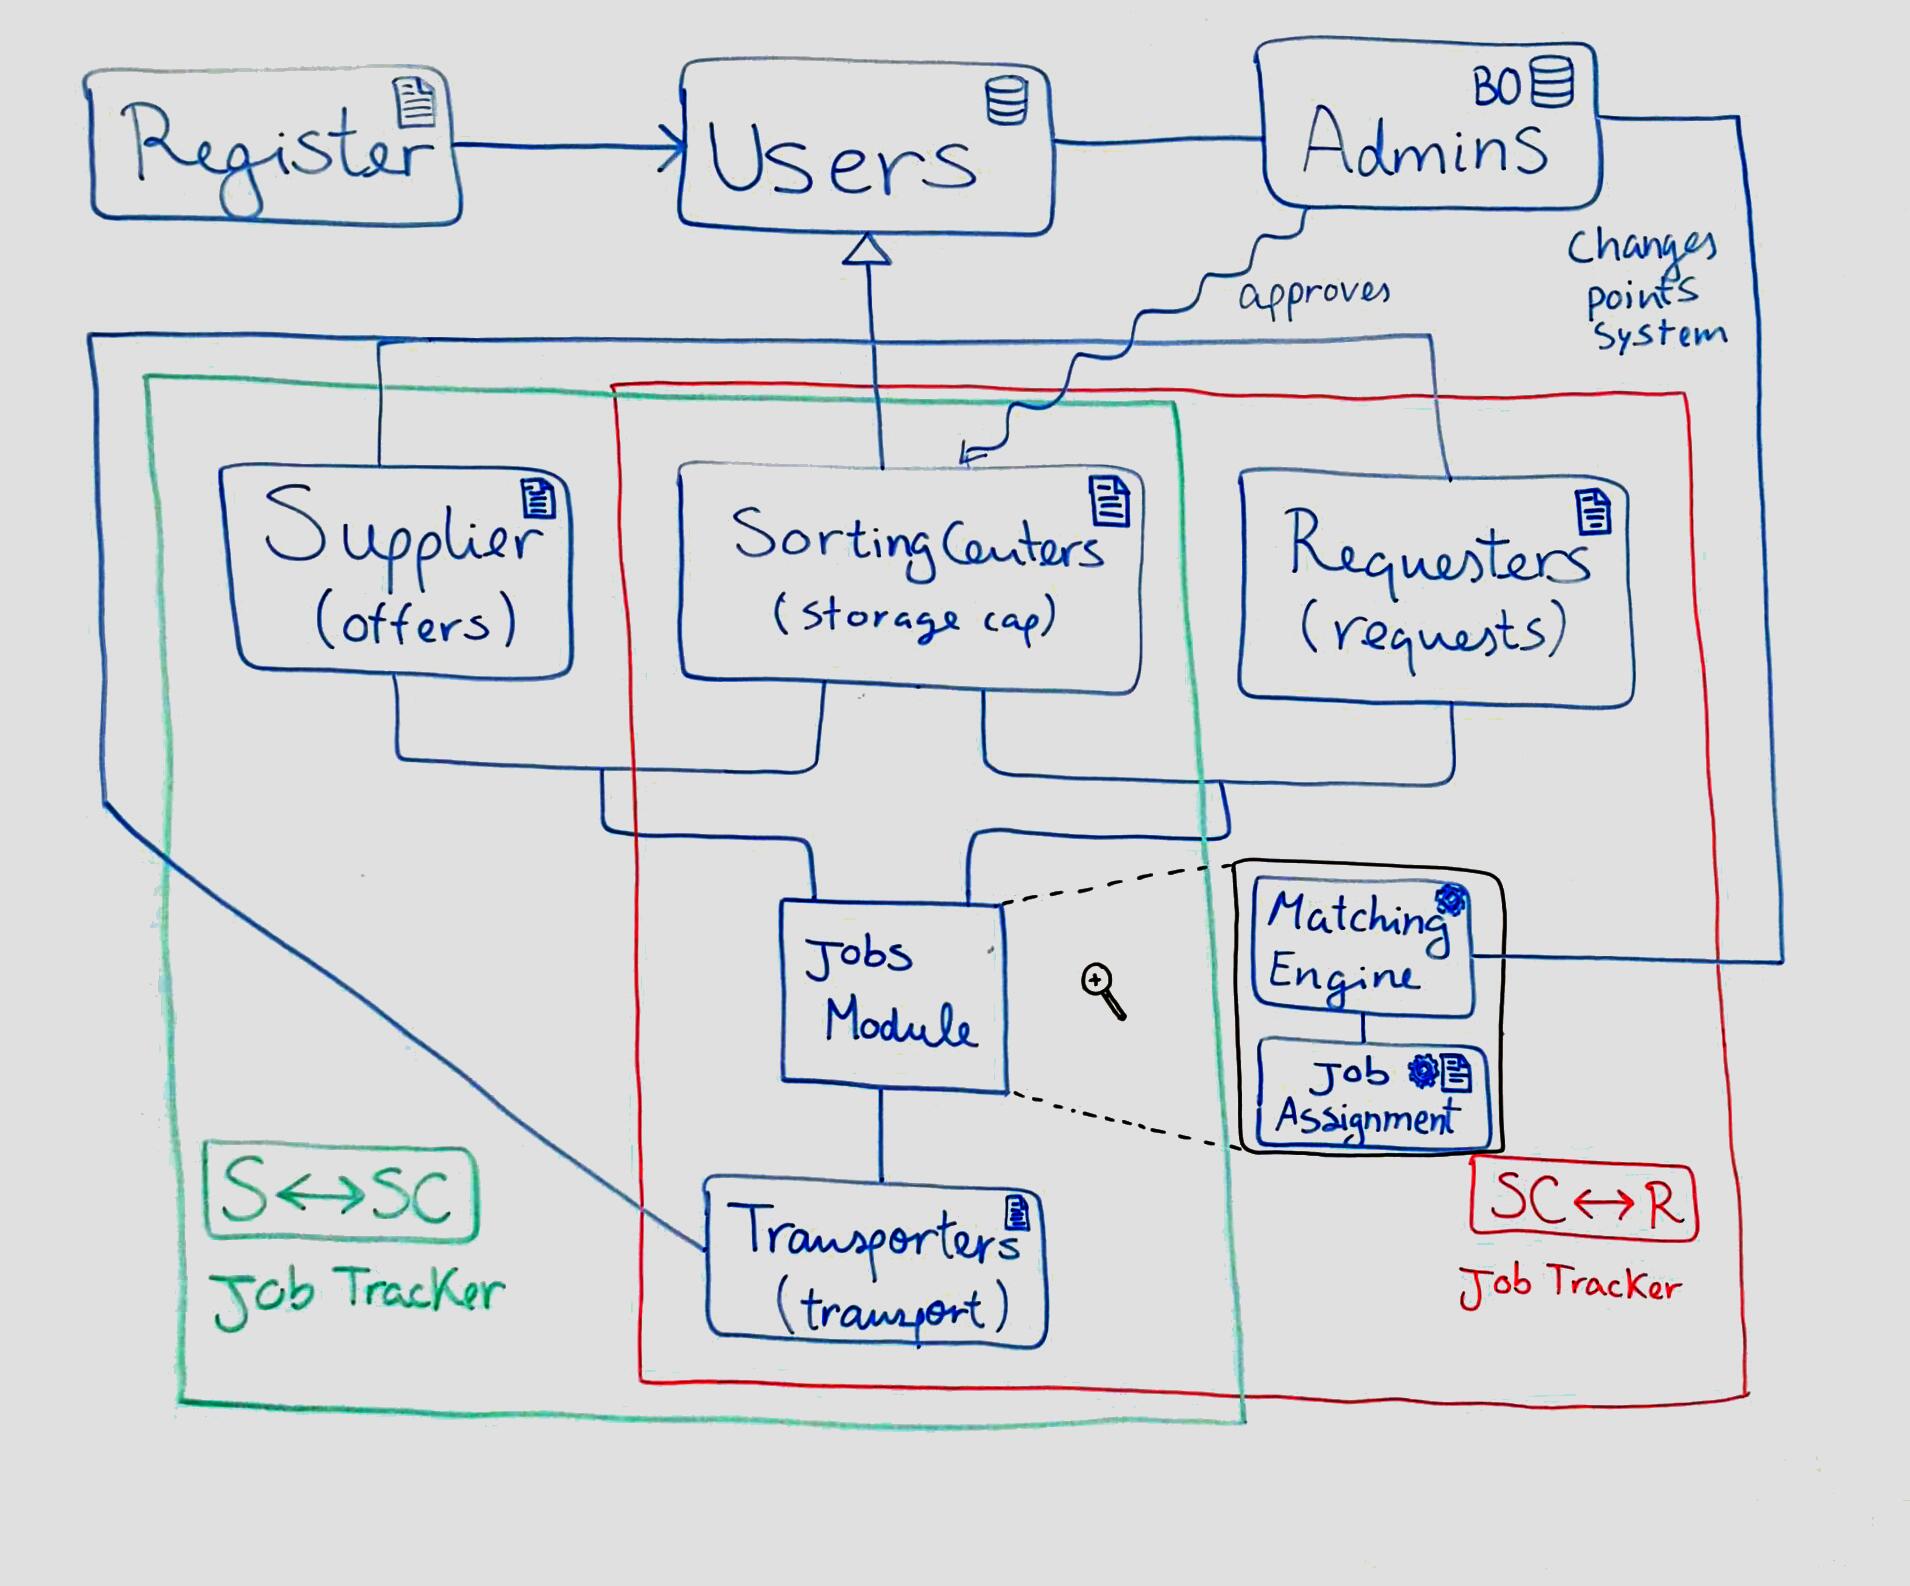 Register
Users
BO
Admins
approves
Changes
points
system
Supplier
(offers)
Sorting Centers
(storage cap)
Requesters
(requests)
Jobs
Module
Matching
Engine
Job
Assignment
S↔SC
Job Tracker
SC↔R
Job Tracker
Transporters
(transport)